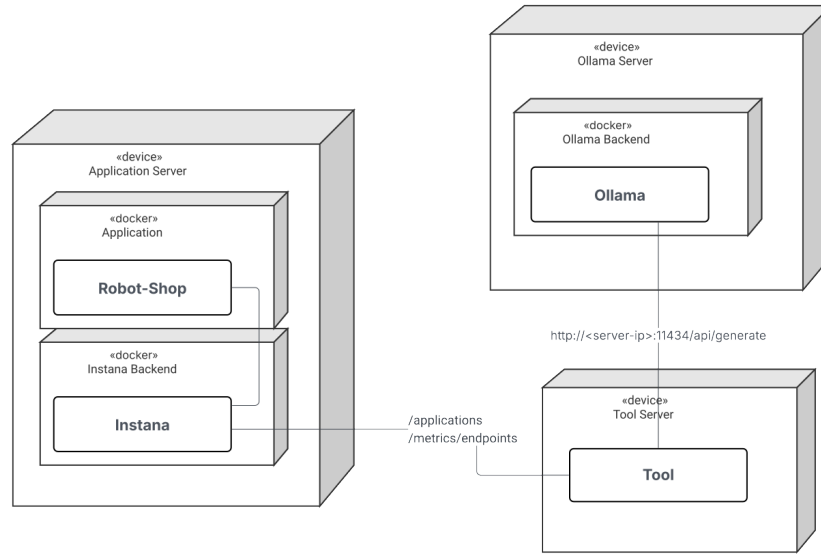 «device»
Application Server
«docker»
Application
Robot-Shop
«docker»
Instana Backend
Instana
/applications
/metrics/endpoints
«device»
Ollama Server
«docker»
Ollama Backend
Ollama
http://<server-ip>:11434/api/generate
«device»
Tool Server
Tool